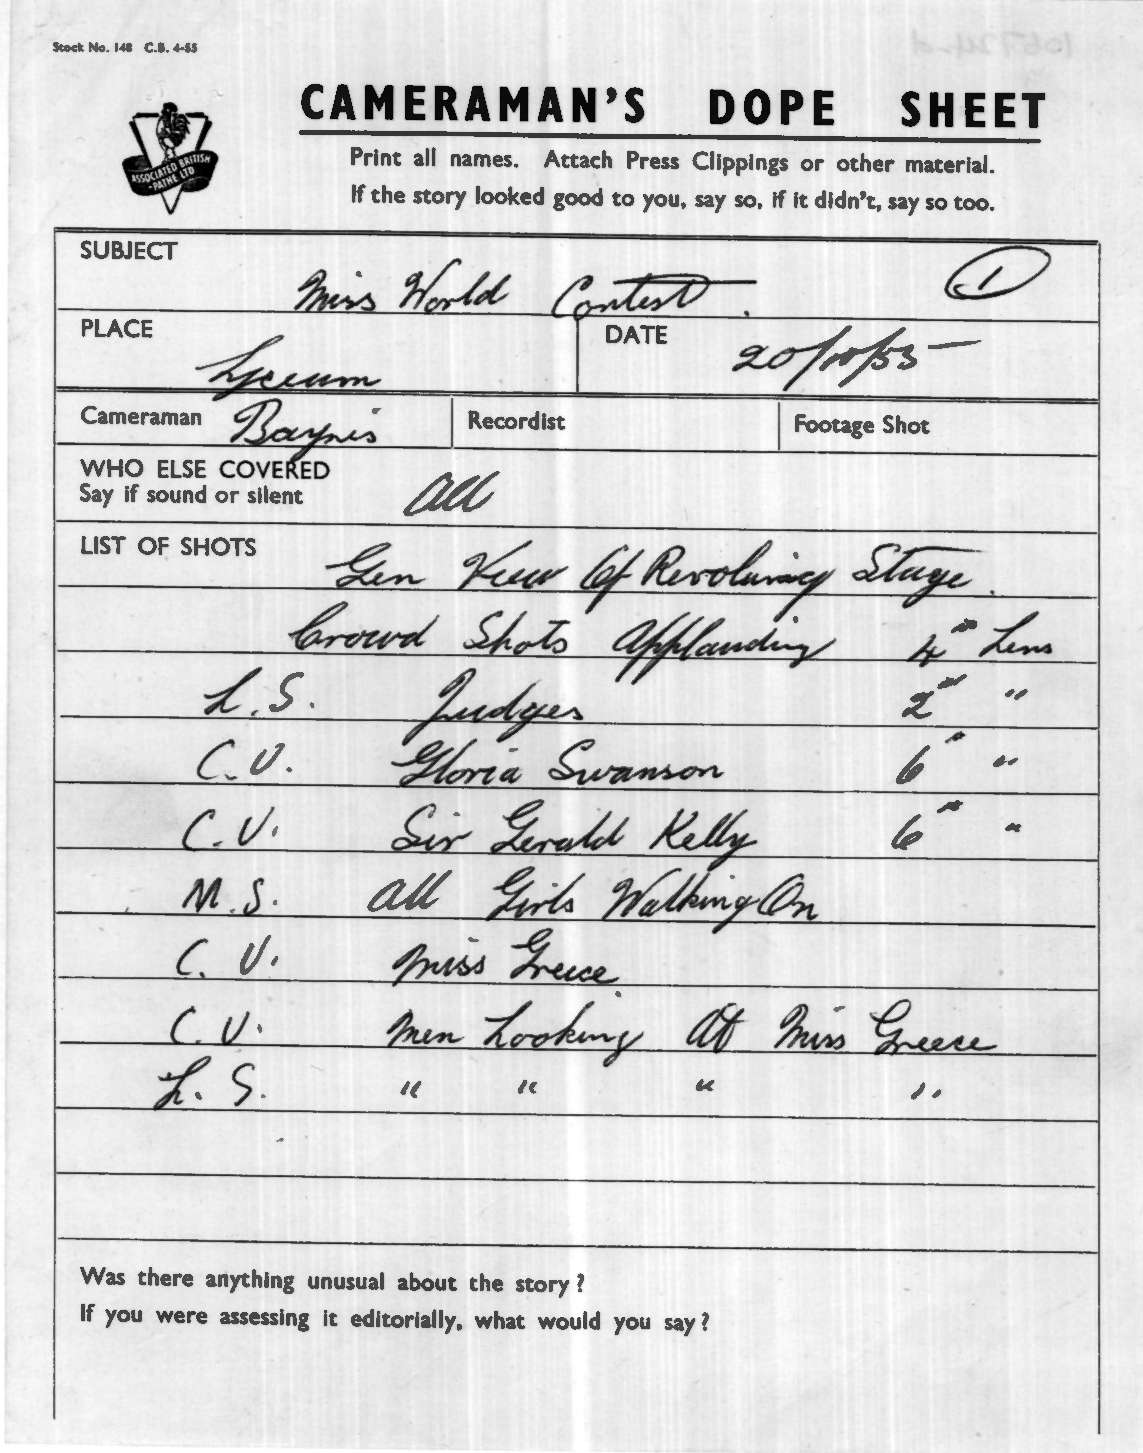 Stock No. 148 C.B. 4-55
CAMERAMAN'S DOPE SHEET
ASSOCIATED BRITISH
-PATHE LTD
Print all names. Attach Press Clippings or other material.
If the story looked good to you, say so, if it didn't, say so too.
SUBJECT
Miss World Contest. 1
PLACE Lyceum
DATE 20/10/55
Cameraman Baynis
Recordist
Footage Shot
WHO ELSE COVERED
Say if sound or silent All
LIST OF SHOTS
Gen View Of Revolving Stage.
Crowd Shots Applauding 4" Lens
L.S. Judges 2" "
C.U. Gloria Swanson 6" "
C.U. Sir Gerald Kelly 6" "
M.S. All Girls Walking On
C.U. Miss Greece.
C.U. Men Looking At Miss Greece
L.S. " " " "
Was there anything unusual about the story?
If you were assessing it editorially, what would you say?